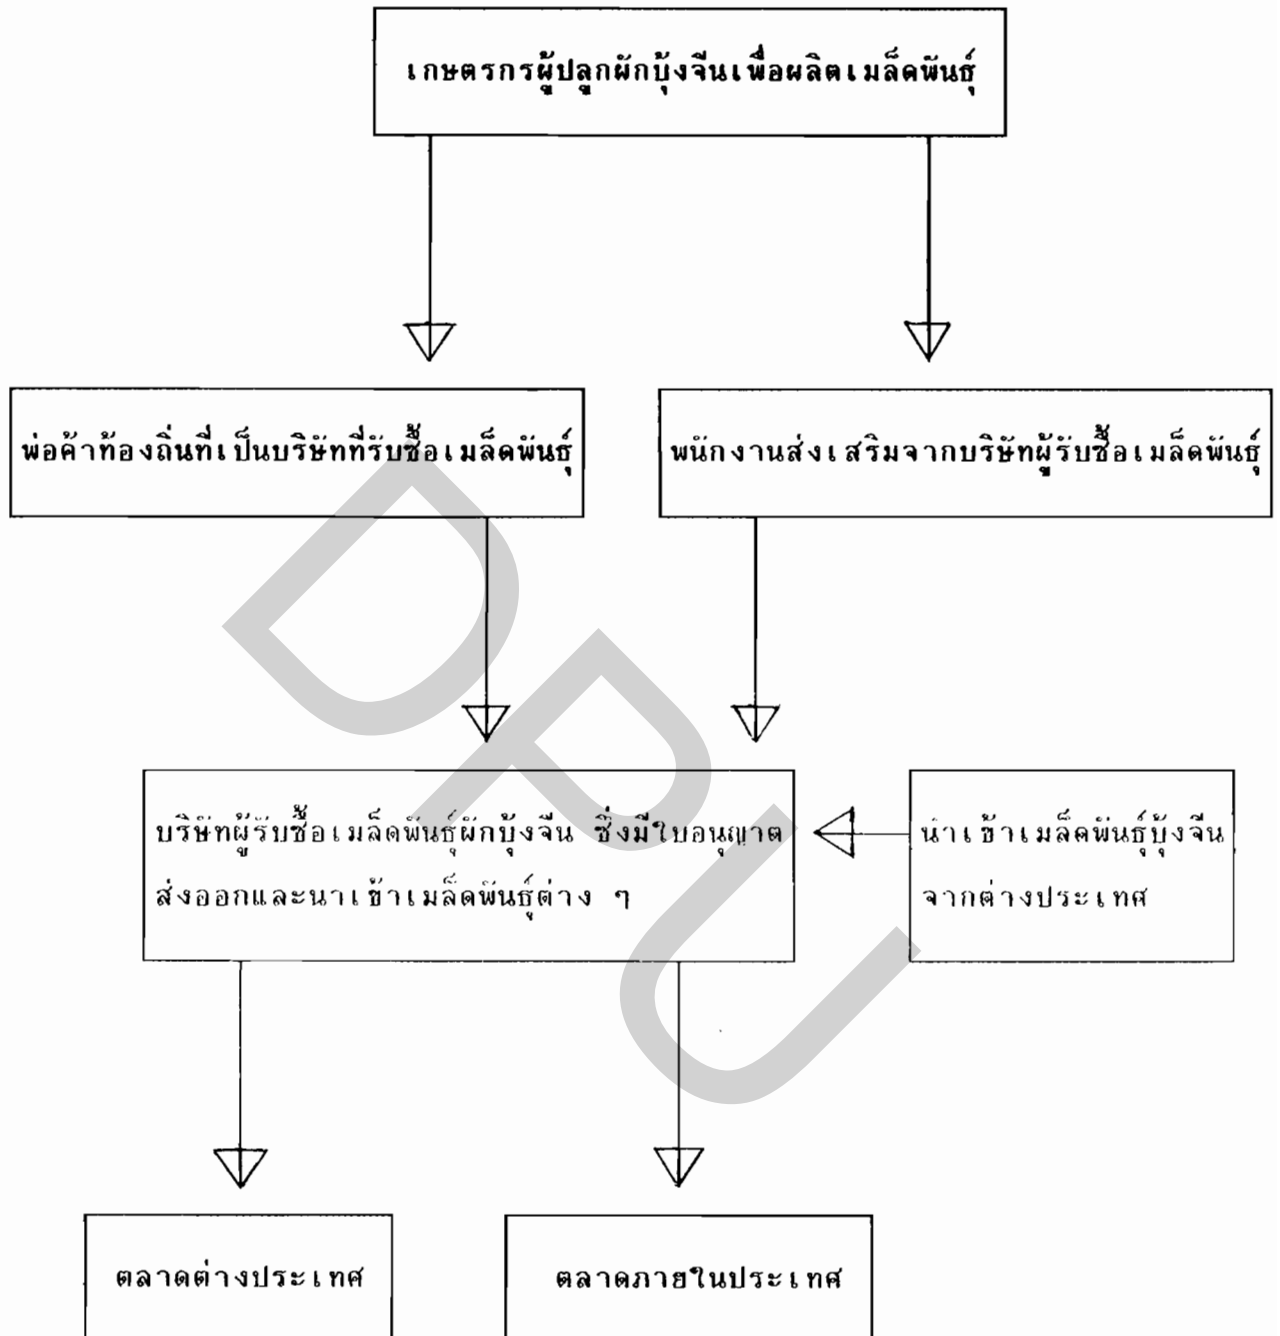 เกษตรกรผู้ปลูกผักบุ้งจีนเพื่อผลิตเมล็ดพันธุ์
พ่อค้าท้องถิ่นที่เป็นบริษัทที่รับซื้อเมล็ดพันธุ์
พนักงานส่งเสริมจากบริษัทผู้รับซื้อเมล็ดพันธุ์
บริษัทผู้รับซื้อเมล็ดพันธุ์ผักบุ้งจีน ซึ่งมีใบอนุญาต
ส่งออกและนาเข้าเมล็ดพันธุ์ต่าง ๆ
นำเข้าเมล็ดพันธุ์บุ้งจีน
จากต่างประเทศ
ตลาดต่างประเทศ
ตลาดภายในประเทศ
DPU